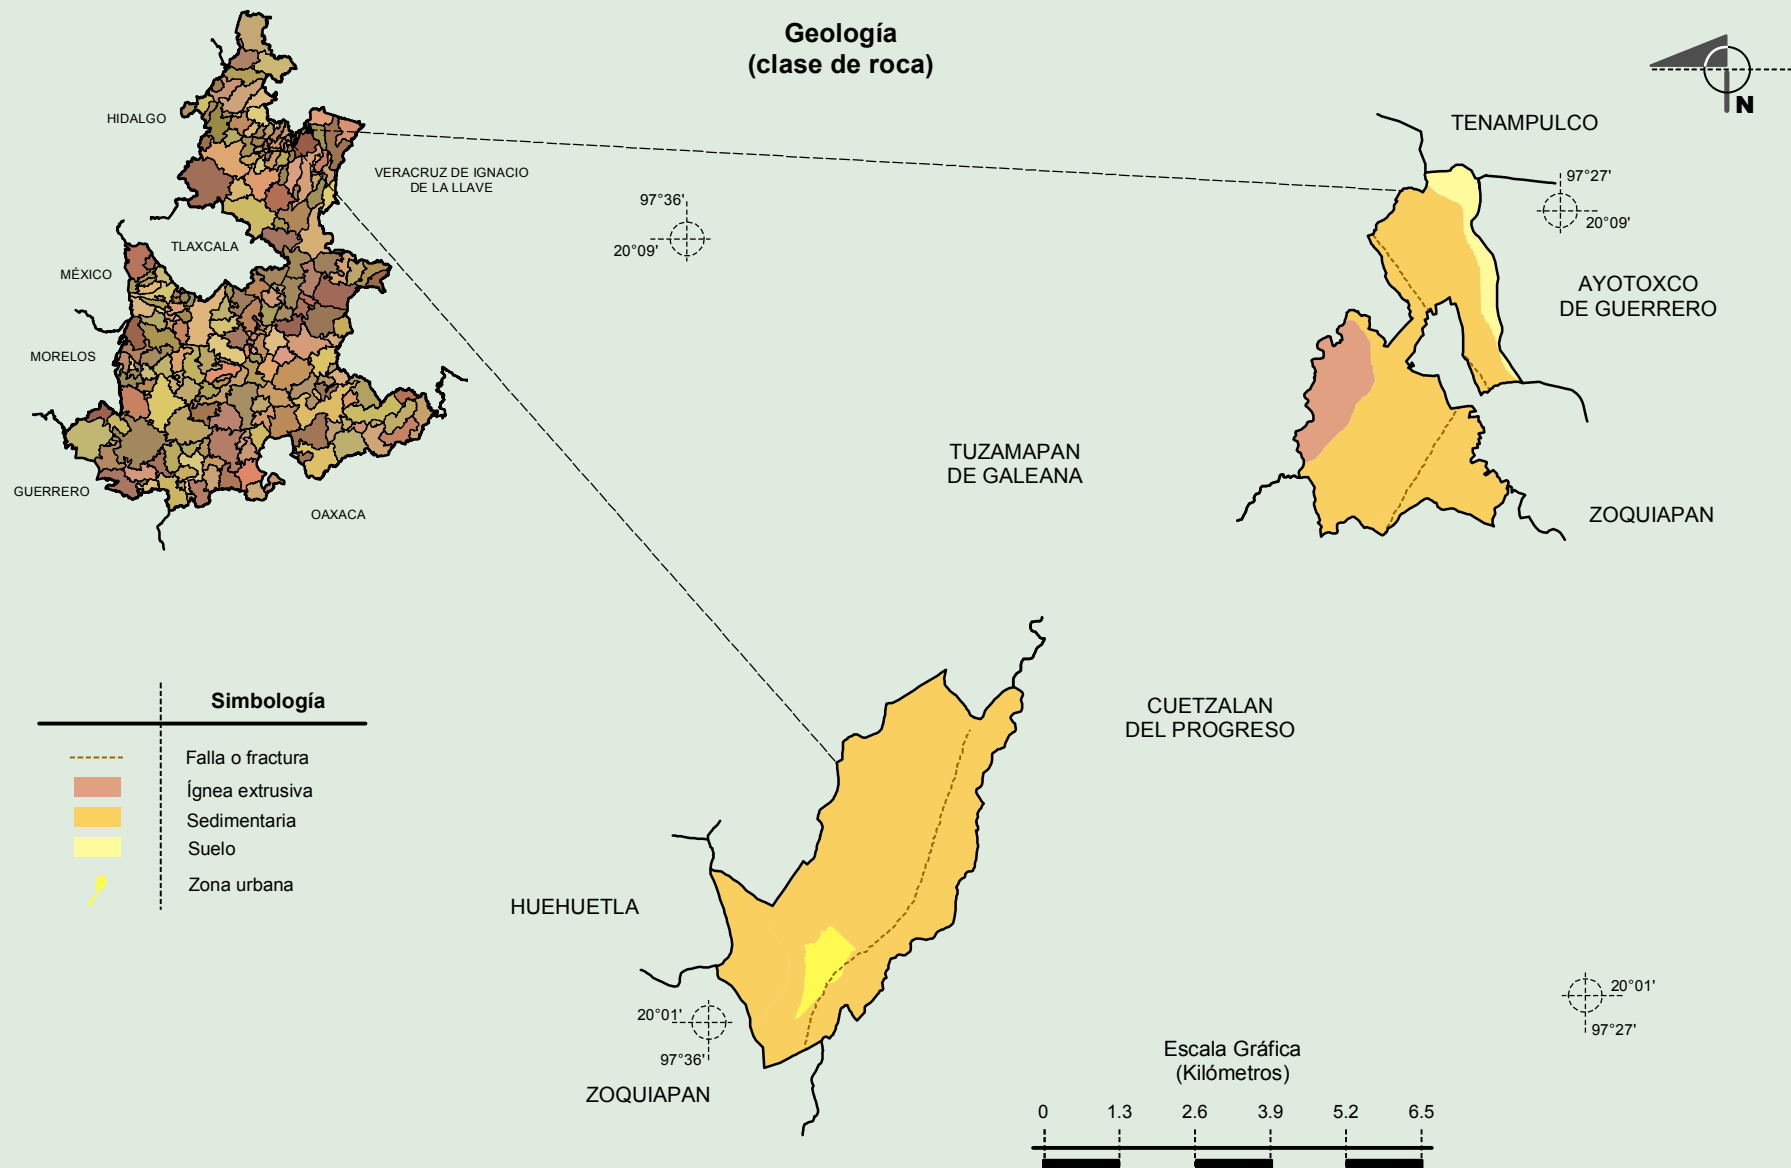 Geología
(clase de roca)
N
HIDALGO
VERACRUZ DE IGNACIO
DE LA LLAVE
TLAXCALA
MÉXICO
MORELOS
GUERRERO
OAXACA
97°36'
20°09'
TENAMPULCO
97°27'
20°09'
AYOTOXCO
DE GUERRERO
TUZAMAPAN
DE GALEANA
ZOQUIAPAN
CUETZALAN
DEL PROGRESO
Simbología
Falla o fractura
Ígnea extrusiva
Sedimentaria
Suelo
Zona urbana
HUEHUETLA
20°01'
97°36'
ZOQUIAPAN
20°01'
97°27'
Escala Gráfica
(Kilómetros)
0 1.3 2.6 3.9 5.2 6.5